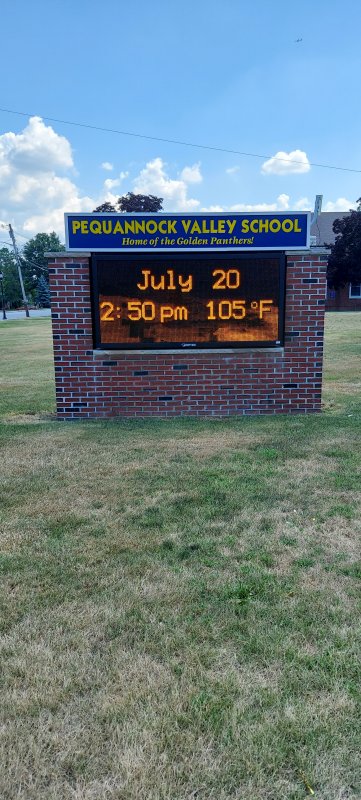 PEQUANNOCK VALLEY SCHOOL
Home of the Golden Panthers!
July 20
2:50 pm 105°F